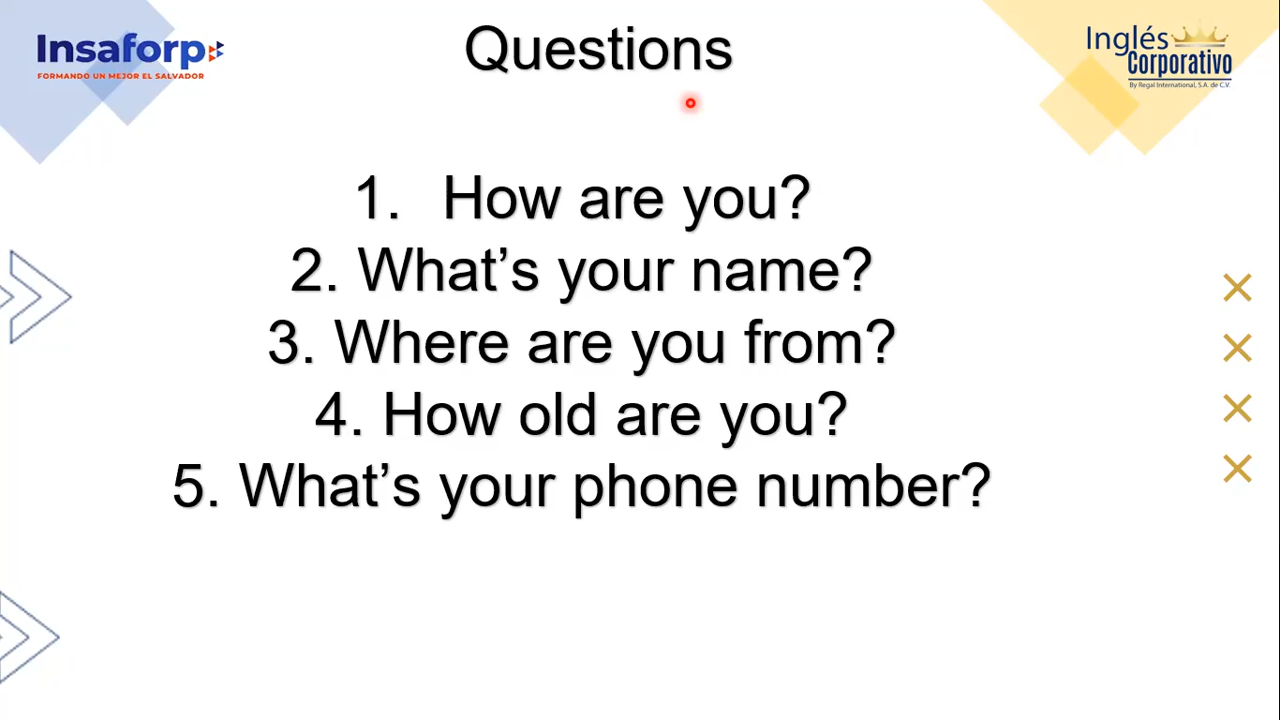 Insaforp
FORMANDO UN MEJOR EL SALVADOR
Questions
Inglés
Corporativo
By Regal International, S.A. de C.V.
1. How are you?
2. What’s your name?
3. Where are you from?
4. How old are you?
5. What’s your phone number?